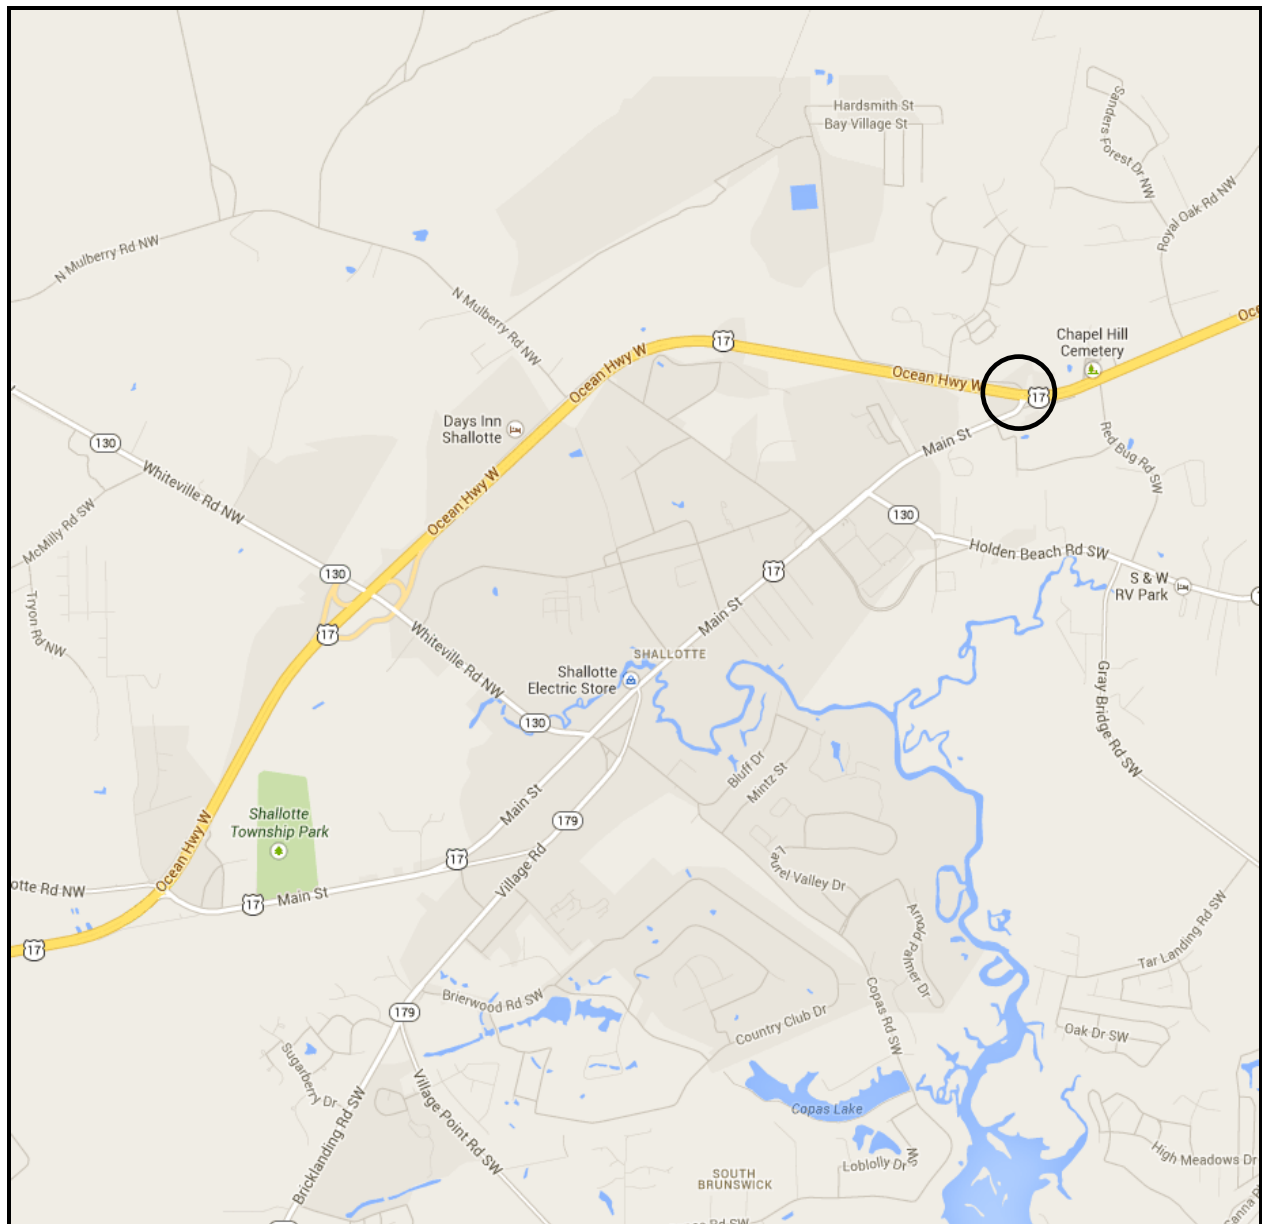 Hardsmith St
Bay Village St
Sanders Forest Dr NW
Royal Oak Rd NW
N Mulberry Rd NW
N Mulberry Rd NW
Chapel Hill
Cemetery
17
Ocean Hwy W
Ocean Hwy W
17
Main St
Days Inn
Shallotte
130
Whiteville Rd NW
Ocean Hwy W
Red Bug Rd SW
McMilly Rd SW
130
Holden Beach Rd SW
130
17
S & W
RV Park
Tryon Rd NW
17
Main St
Whiteville Rd NW
SHALLOTTE
Shallotte
Electric Store
130
Gray Bridge Rd SW
Bluff Dr
Mintz St
Main St
179
Shallotte
Township Park
Ocean Hwy W
17
Village Rd
Laurel Valley Dr
otte Rd NW
17
Main St
Arnold Palmer Dr
17
Tar Landing Rd SW
Brierwood Rd SW
179
Copas Rd SW
Country Club Dr
Oak Dr SW
Sugarberry Dr
Village Point Rd SW
Copas Lake
Bricklanding Rd SW
Loblolly Dr SW
High Meadows Dr
SOUTH
BRUNSWICK